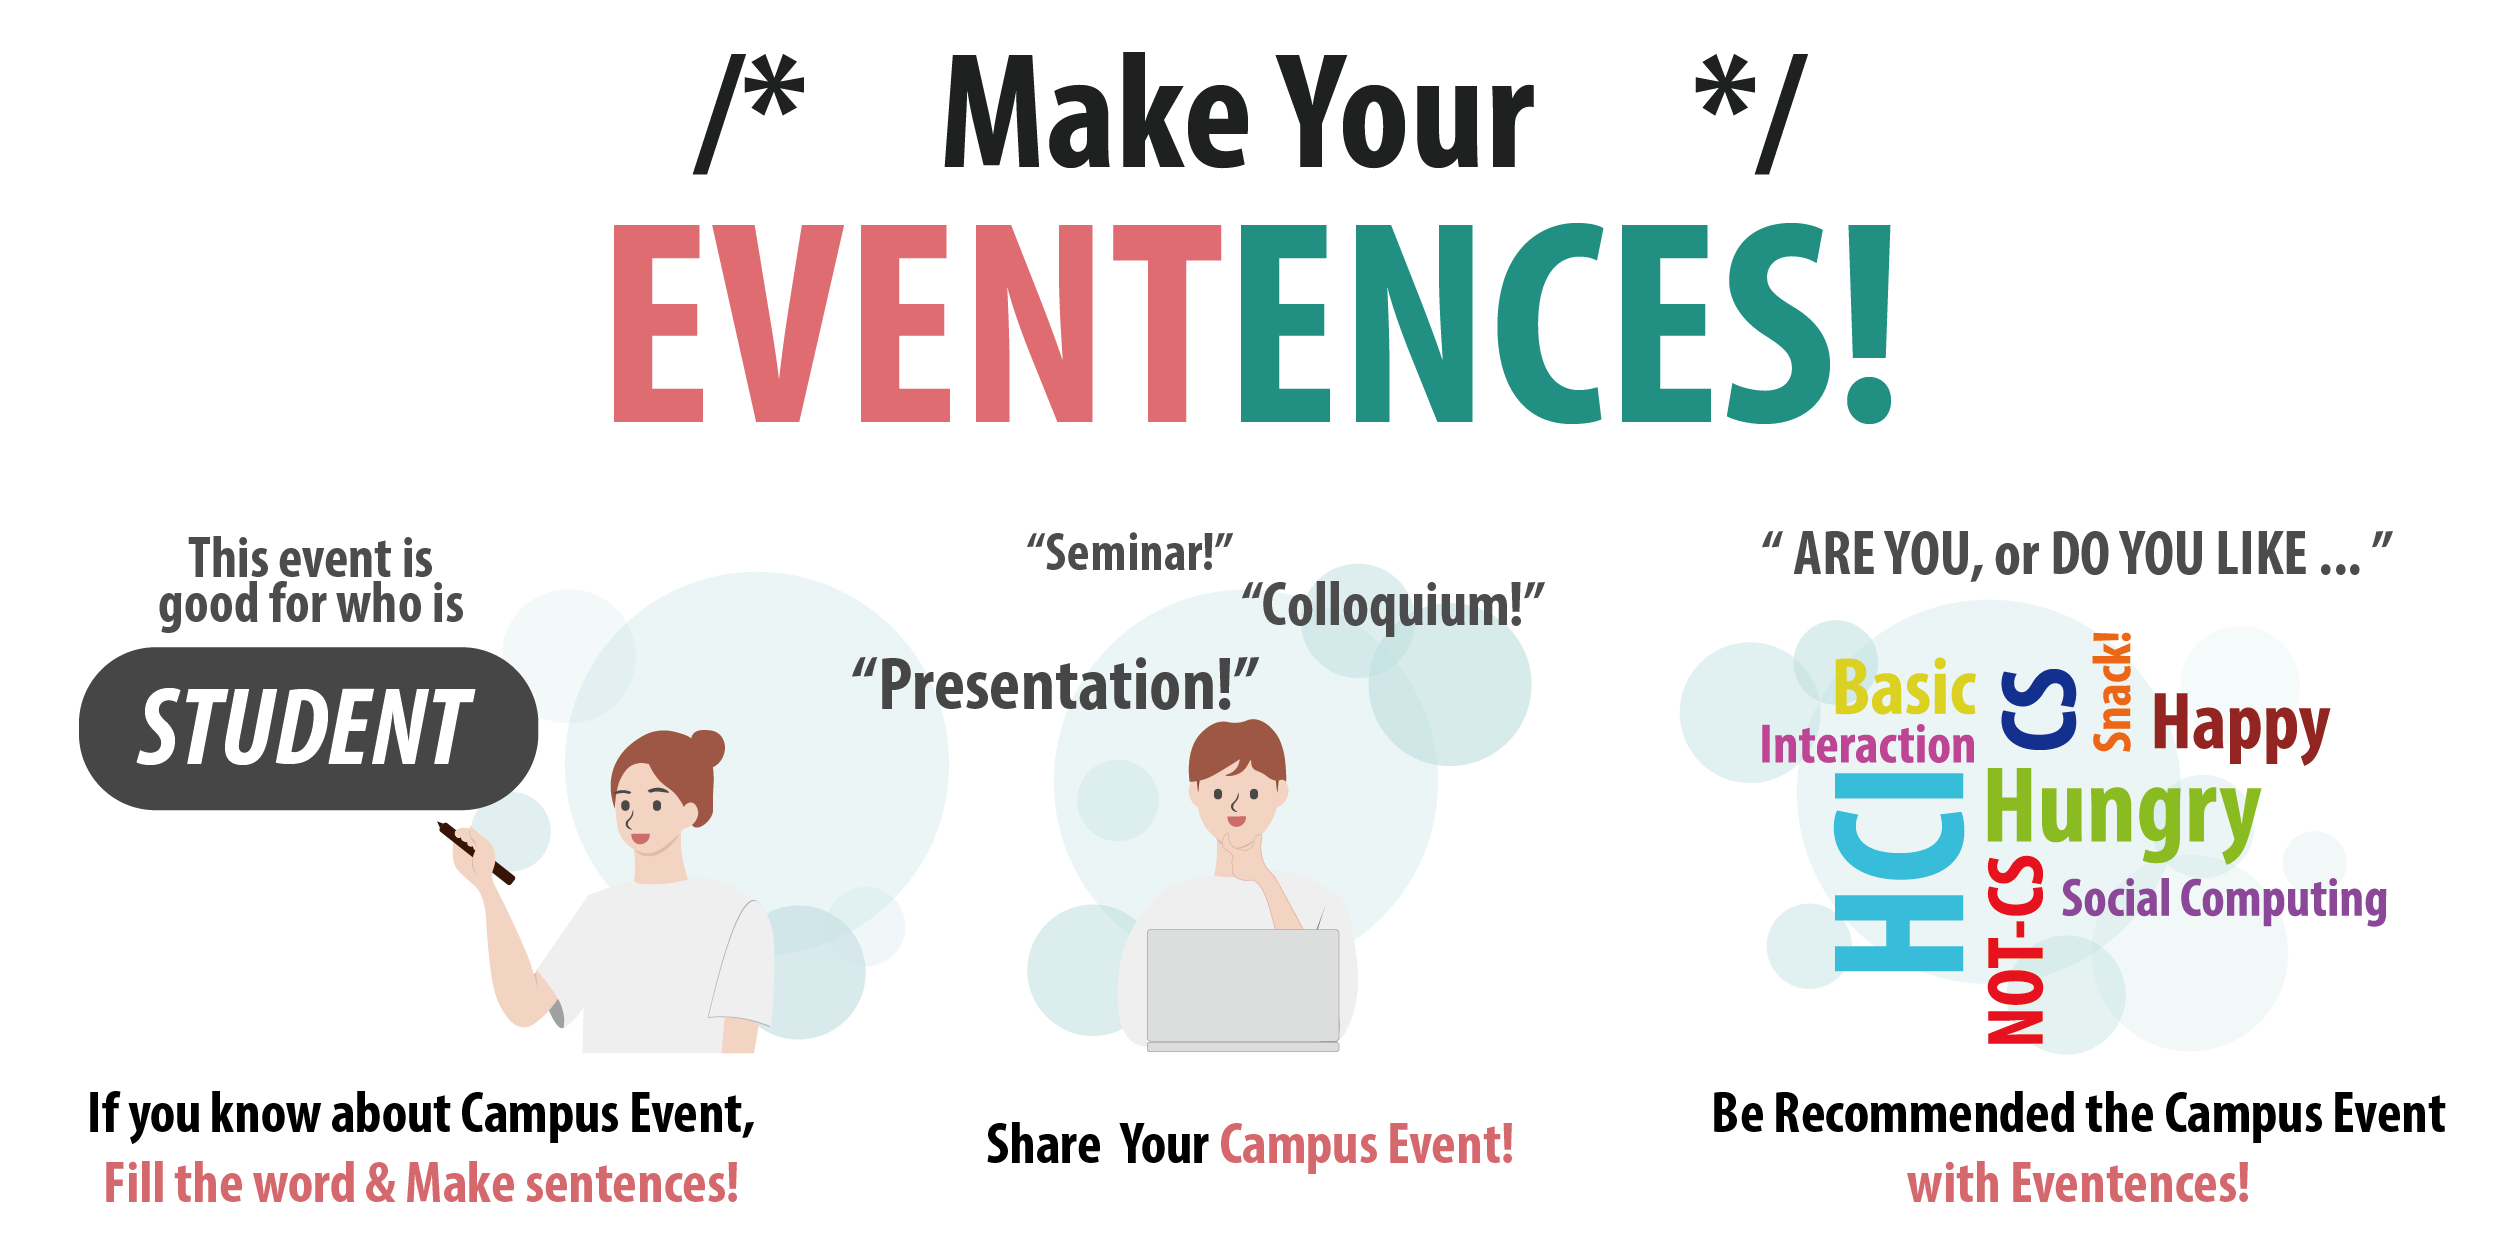 /* Make Your */
EVENTENCES!
This event is
good for who is
STUDENT
If you know about Campus Event,
Fill the word & Make sentences!
“Seminar!”
“Colloquium!”
“Presentation!”
Share Your Campus Event!
“ ARE YOU, or DO YOU LIKE ... ”
Basic
Interaction
CS
Snack!
Happy
HCI
Hungry
NOT-CS
Social Computing
Be Recommended the Campus Event
with Eventences!